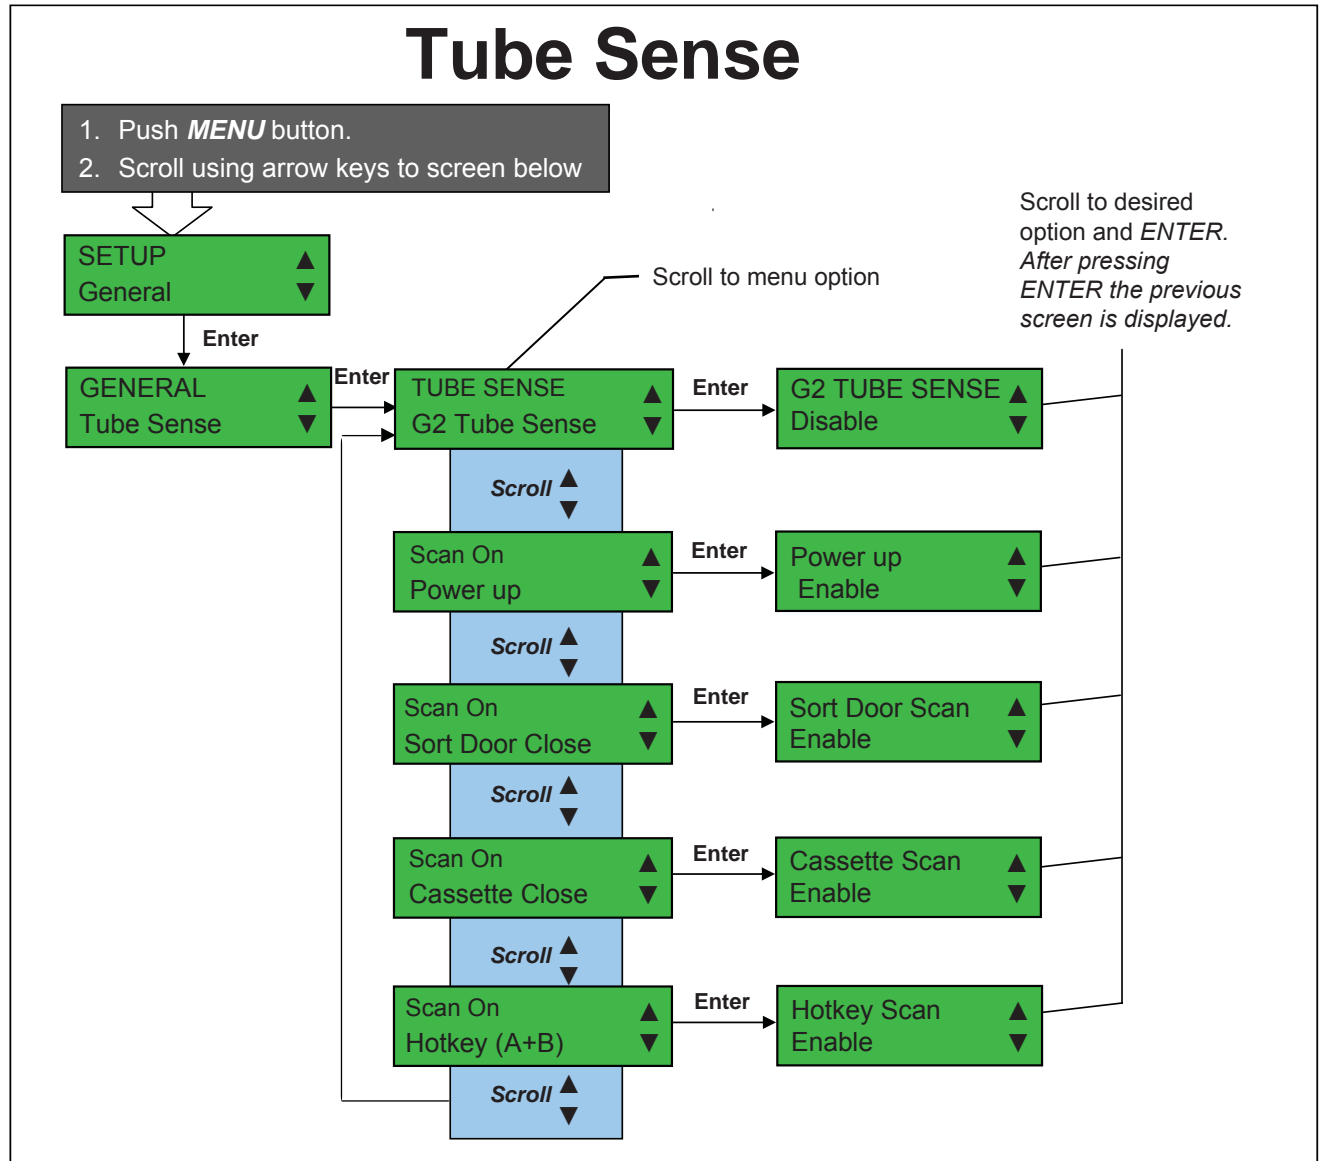 Tube Sense
1. Push MENU button.
2. Scroll using arrow keys to screen below
SETUP
General
Enter
GENERAL
Tube Sense
Enter
Scroll to menu option
TUBE SENSE
G2 Tube Sense
Enter
G2 TUBE SENSE
Disable
Scroll to desired
option and ENTER.
After pressing
ENTER the previous
screen is displayed.
Scroll
Scan On
Power up
Enter
Power up
Enable
Scroll
Scan On
Sort Door Close
Enter
Sort Door Scan
Enable
Scroll
Scan On
Cassette Close
Enter
Cassette Scan
Enable
Scroll
Scan On
Hotkey (A+B)
Enter
Hotkey Scan
Enable
Scroll